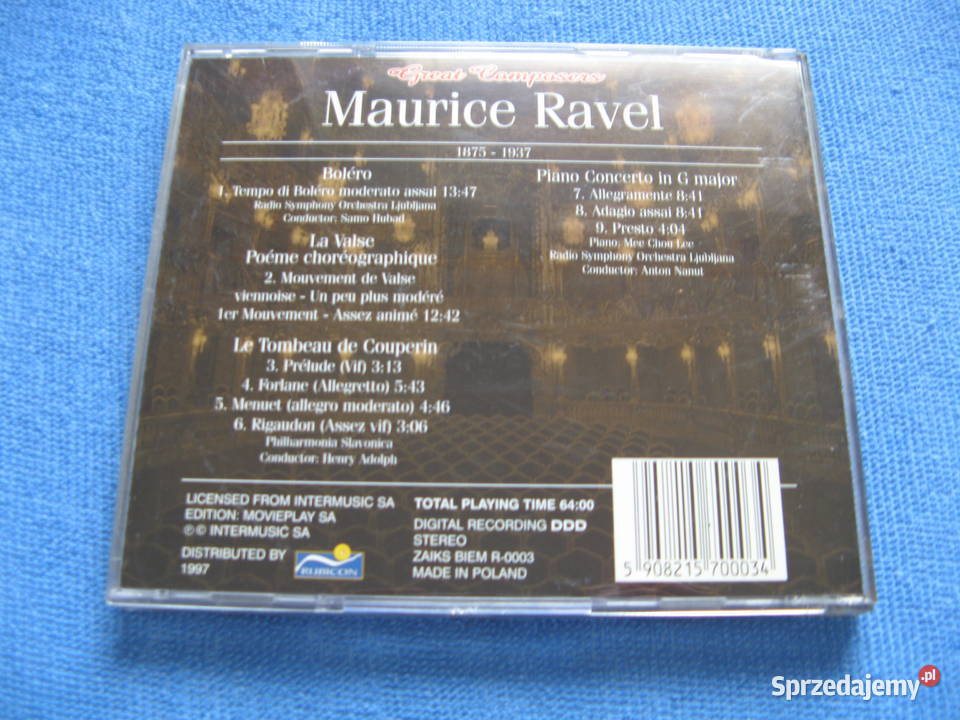 Great Composers
Maurice Ravel
1875 - 1937
Boléro
1. Tempo di Boléro moderato assai 13:47
Radio Symphony Orchestra Ljubljana
Conductor: Samo Hubad
La Valse
Poéme choréographique
2. Mouvement de Valse
viennoise - Un peu plus modéré
1er Mouvement - Assez animé 12:42
Le Tombeau de Couperin
3. Prélude (Vif) 3:13
4. Forlane (Allegretto) 5:43
5. Menuet (allegro moderato) 4:46
6. Rigaudon (Assez vif) 3:06
Philharmonia Slavonica
Conductor: Henry Adolph
Piano Concerto in G major
7. Allegramente 8:41
8. Adagio assai 8:41
9. Presto 4:04
Piano, Mee Chou Lee
Radio Symphony Orchestra Ljubljana
Conductor: Anton Nanut
LICENSED FROM INTERMUSIC SA
EDITION: MOVIEPLAY SA
℗© INTERMUSIC SA
DISTRIBUTED BY
1997
RUBICON
TOTAL PLAYING TIME 64:00
DIGITAL RECORDING DDD
STEREO
ZAIKS BIEM R-0003
MADE IN POLAND
5 908215 700034
Sprzedajemy.pl